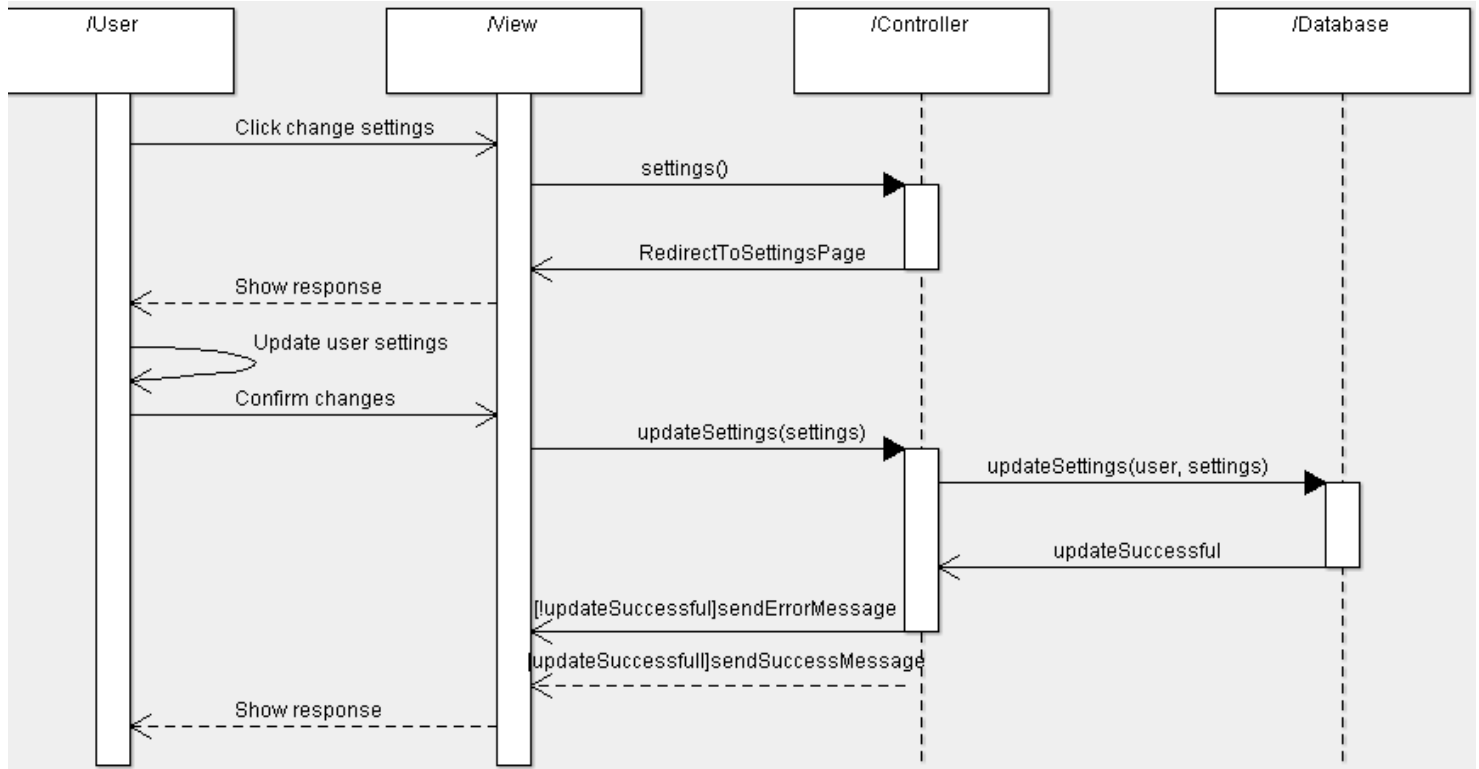 /User
/View
/Controller
/Database
Click change settings
settings()
RedirectToSettingsPage
Show response
Update user settings
Confirm changes
updateSettings(settings)
updateSettings(user, settings)
updateSuccessful
[!updateSuccessful]sendErrorMessage
[updateSuccessfull]sendSuccessMessage
Show response